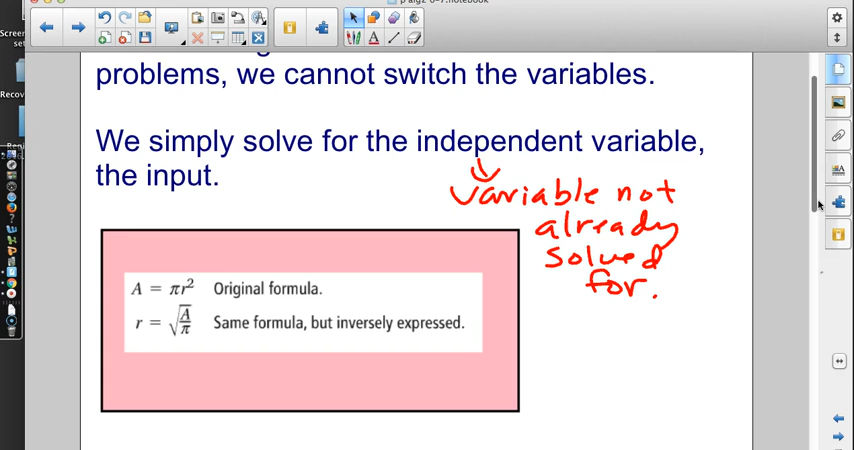 problems, we cannot switch the variables.
We simply solve for the independent variable,
the input.
variable not
already
solved
for.
A = πr² Original formula.
r = √(A/π) Same formula, but inversely expressed.
Recov